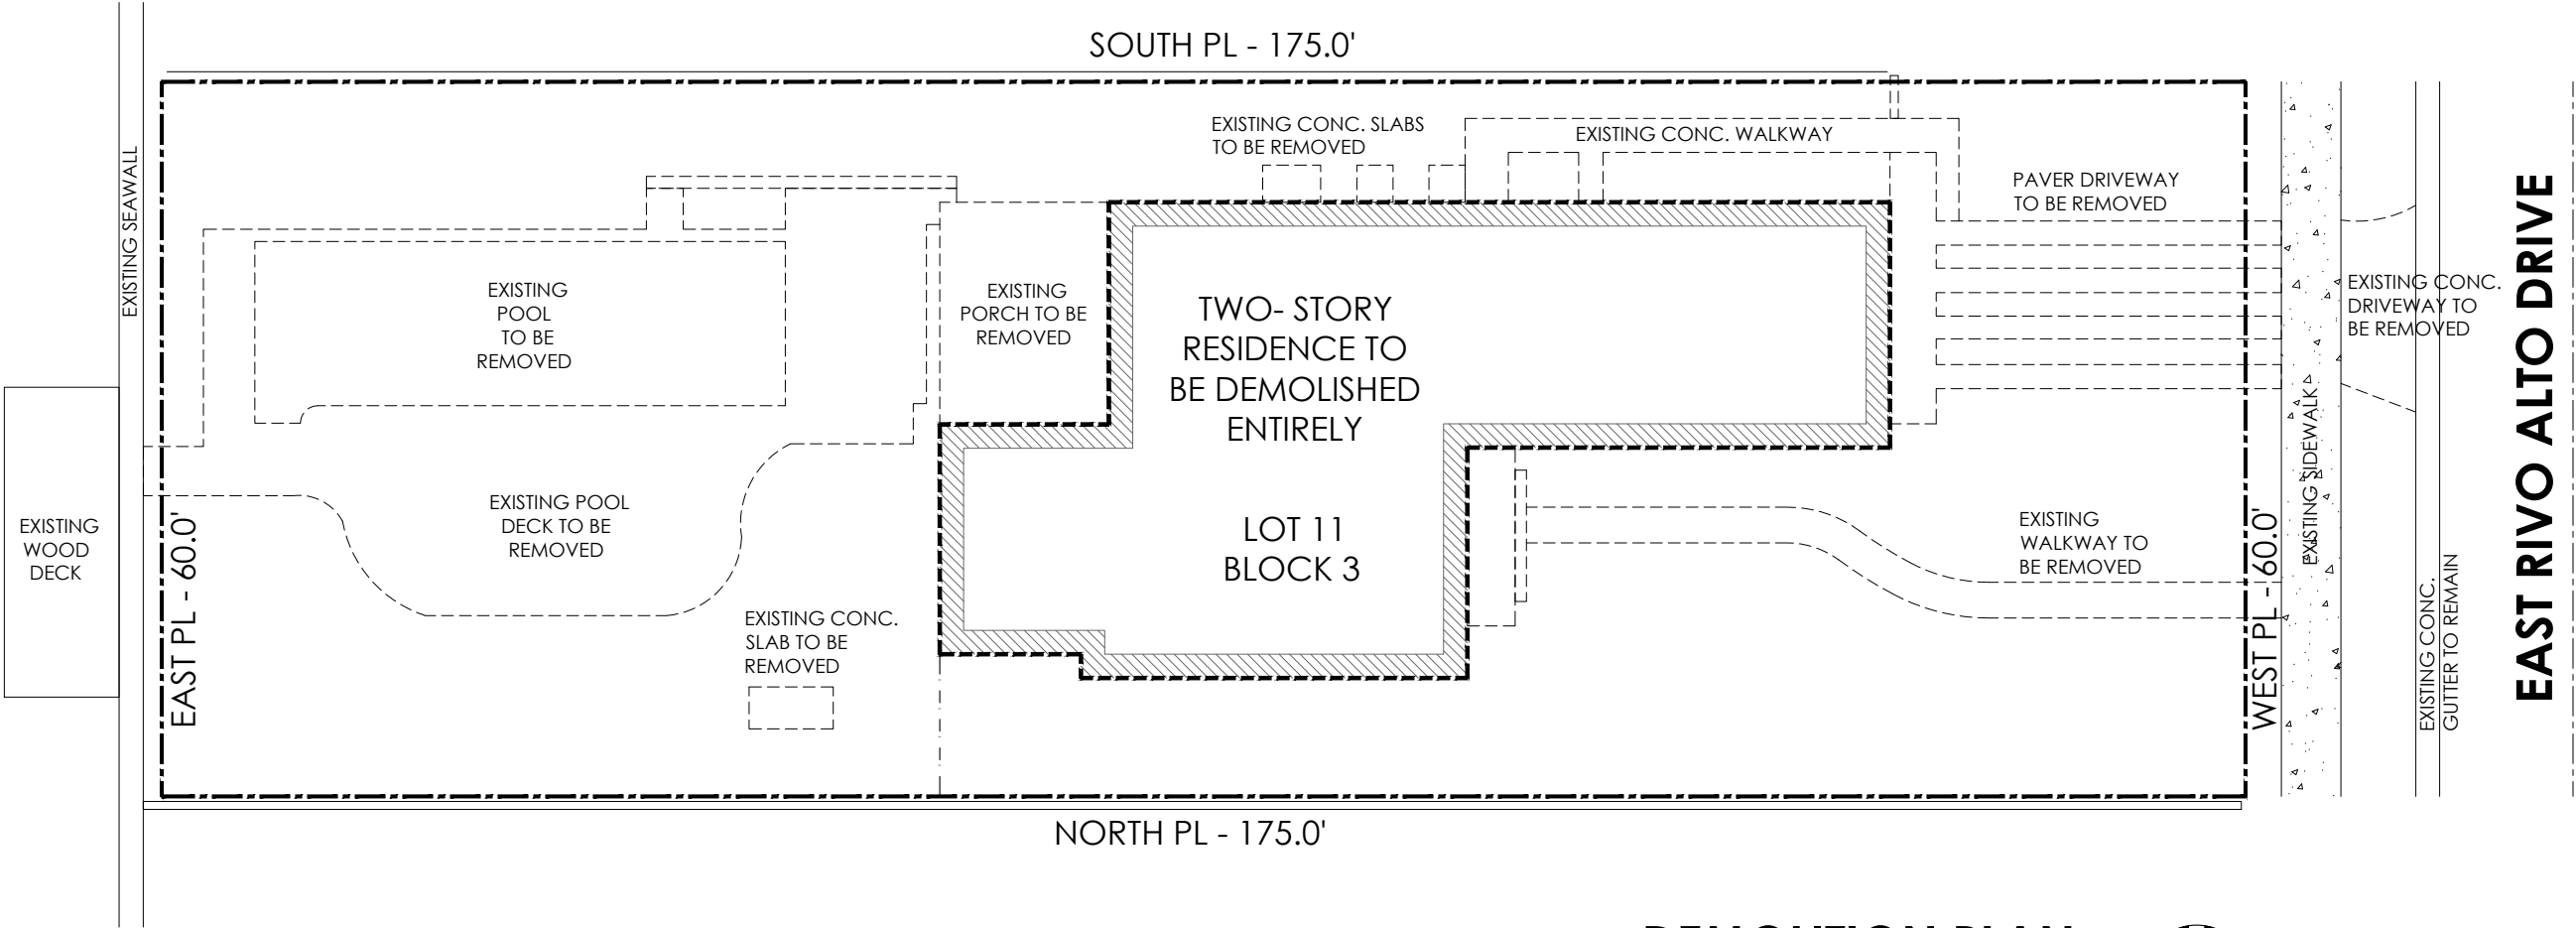 SOUTH PL - 175.0'
EXISTING CONC. SLABS
TO BE REMOVED
EXISTING CONC. WALKWAY
PAVER DRIVEWAY
TO BE REMOVED
EXISTING SEAWALL
EXISTING
POOL
TO BE
REMOVED
EXISTING
PORCH TO BE
REMOVED
TWO- STORY
RESIDENCE TO
BE DEMOLISHED
ENTIRELY
EXISTING CONC.
DRIVEWAY TO
BE REMOVED
EAST RIVO ALTO DRIVE
EXISTING SIDEWALK
EXISTING
WOOD
DECK
EAST PL - 60.0'
EXISTING POOL
DECK TO BE
REMOVED
LOT 11
BLOCK 3
EXISTING
WALKWAY TO
BE REMOVED
WEST PL - 60.0'
EXISTING CONC.
GUTTER TO REMAIN
EXISTING CONC.
SLAB TO BE
REMOVED
NORTH PL - 175.0'
DEMOLITION PLAN